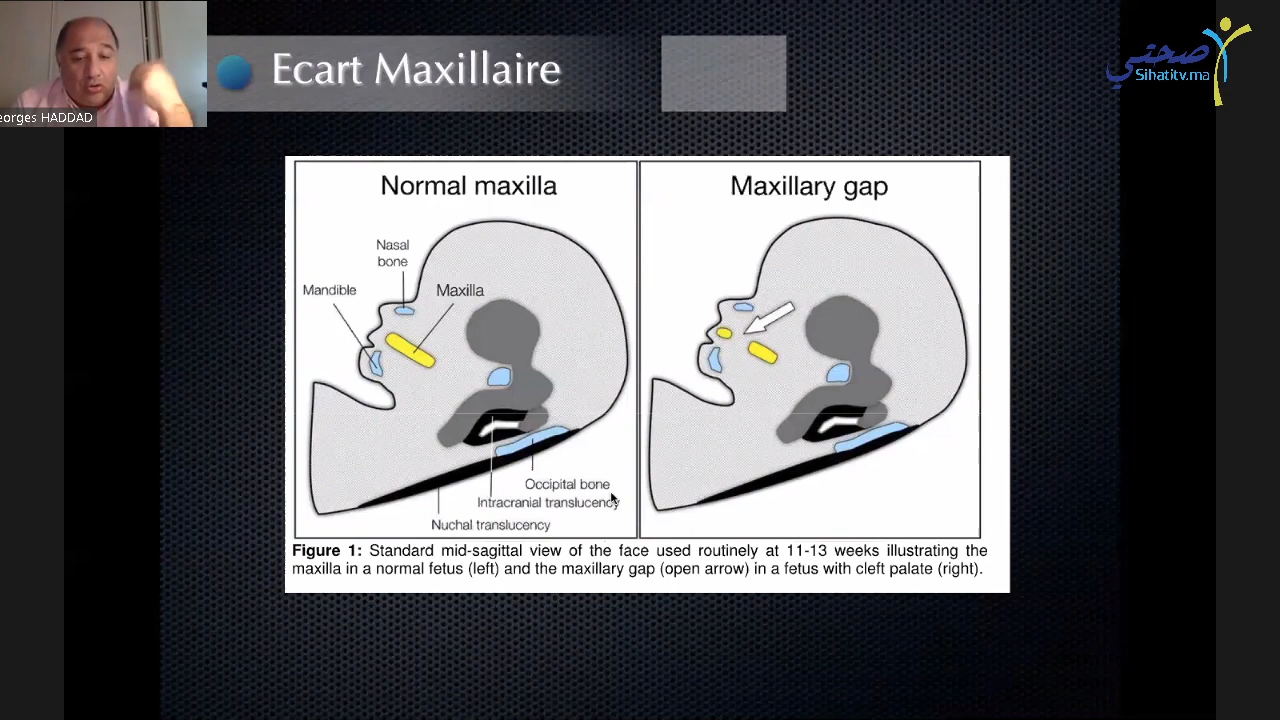 Ecart Maxillaire
صحتي
Sihatitv.ma
eorges HADDAD
Normal maxilla
Nasal
bone
Mandible
Maxilla
Occipital bone
Intracranial translucency
Nuchal translucency
Maxillary gap
Figure 1: Standard mid-sagittal view of the face used routinely at 11-13 weeks illustrating the
maxilla in a normal fetus (left) and the maxillary gap (open arrow) in a fetus with cleft palate (right).